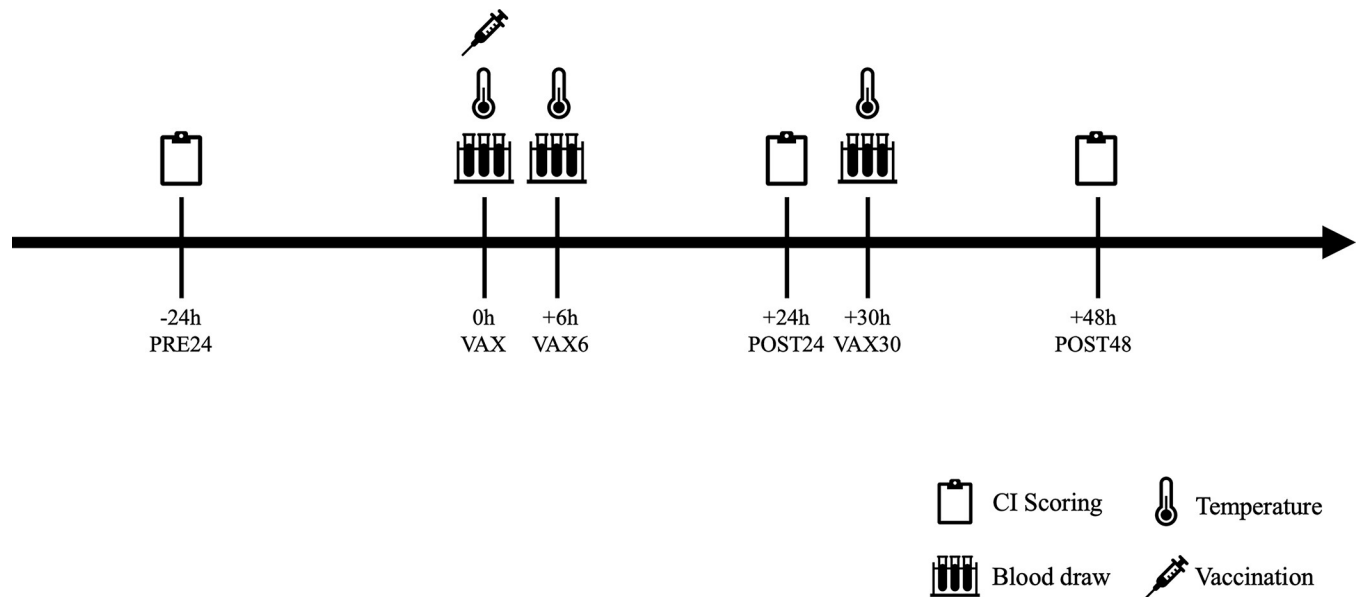 -24h
PRE24
0h
VAX
+6h
VAX6
+24h
POST24
+30h
VAX30
+48h
POST48
CI Scoring
Temperature
Blood draw
Vaccination